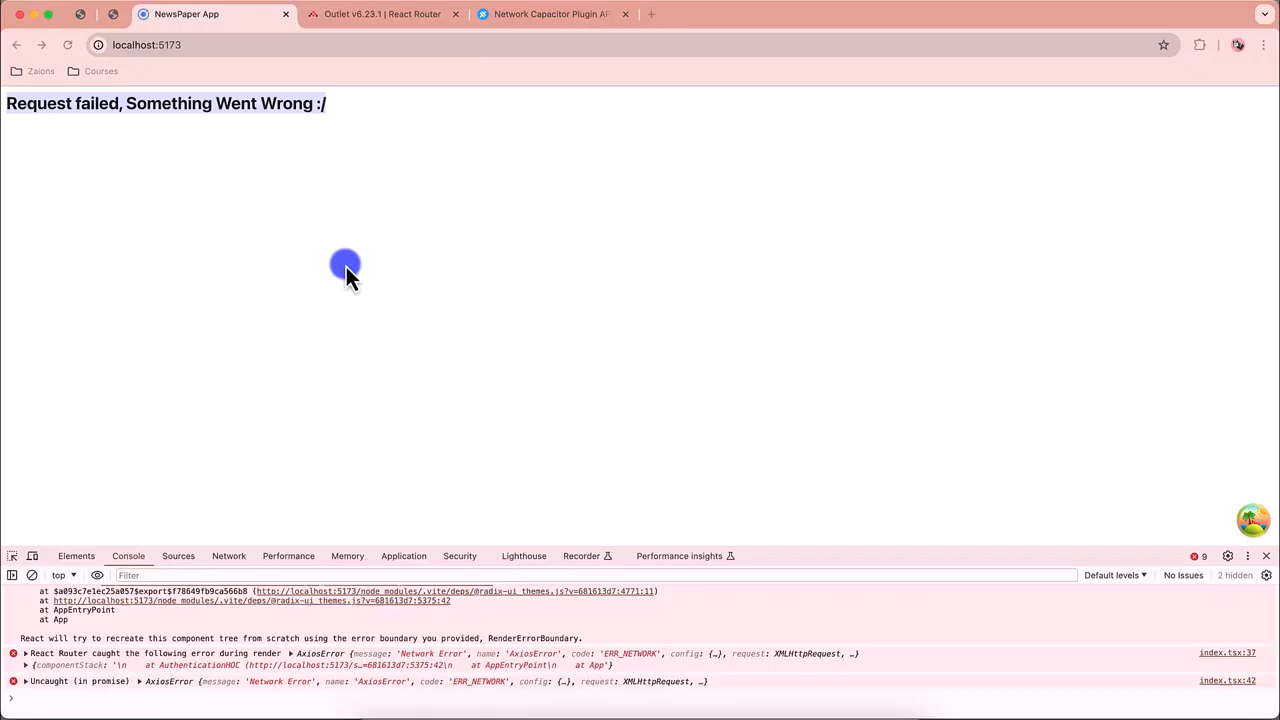 NewsPaper App
Outlet v6.23.1 | React Router
Network Capacitor Plugin AP
localhost:5173
Zaions
Courses
Request failed, Something Went Wrong :/
Elements
Console
Sources
Network
Performance
Memory
Application
Security
Lighthouse
Recorder
Performance insights
9
top
Filter
Default levels
No Issues
2 hidden
at $a093c7e1ec25a057$export$f78649fb9ca566b8 (http://localhost:5173/node_modules/.vite/deps/@radix-ui_themes.js?v=681613d7:4771:11)
at http://localhost:5173/node_modules/.vite/deps/@radix-ui_themes.js?v=681613d7:5375:42
at AppEntryPoint
at App
React will try to recreate this component tree from scratch using the error boundary you provided, RenderErrorBoundary.
React Router caught the following error during render AxiosError {message: 'Network Error', name: 'AxiosError', code: 'ERR_NETWORK', config: {…}, request: XMLHttpRequest, …} index.tsx:37
{componentStack: '\n    at AuthenticationHOC (http://localhost:5173/s…=681613d7:5375:42\n    at AppEntryPoint\n    at App'}
Uncaught (in promise) AxiosError {message: 'Network Error', name: 'AxiosError', code: 'ERR_NETWORK', config: {…}, request: XMLHttpRequest, …} index.tsx:42